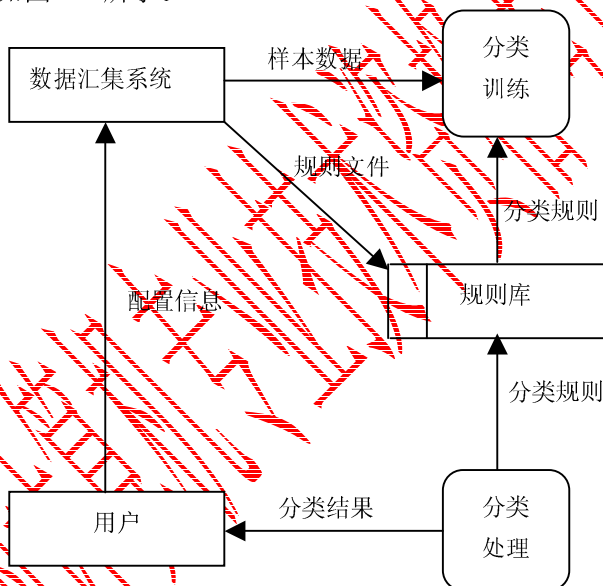 样本数据
分类
训练
数据汇集系统
规则文件
分类规则
配置信息
规则库
分类规则
用户
分类结果
分类
处理